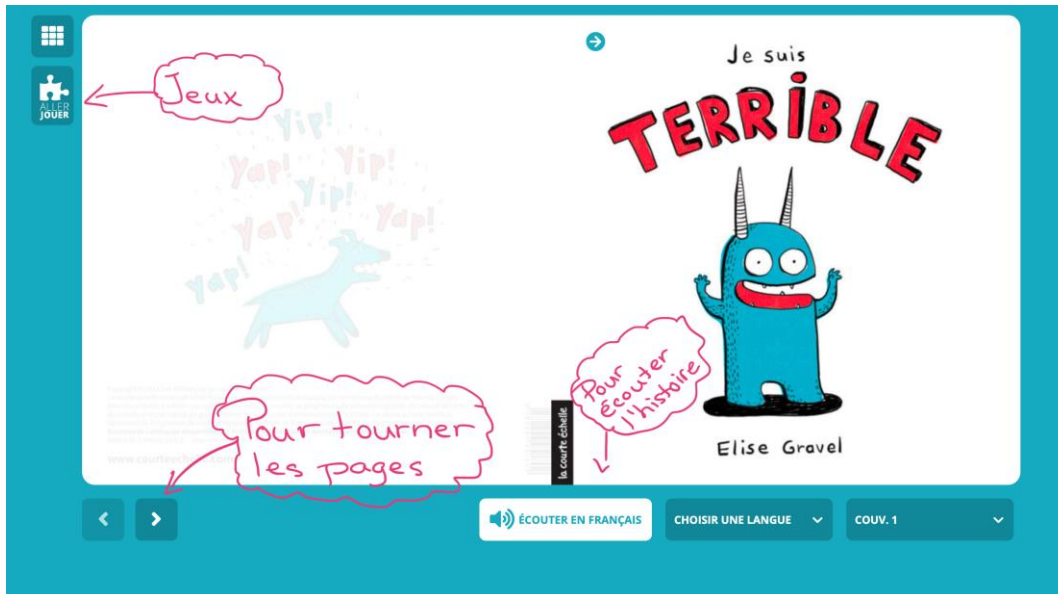 ALLER
JOUER
Jeux
Yip!
Yap! Yip!
Yip!
Yap! Yap!
Yap!
Pour tourner
les pages
Je suis
TERRIBLE
Pour
écouter
l'histoire
la courte échelle
Elise Gravel
ÉCOUTER EN FRANÇAIS
CHOISIR UNE LANGUE
COUV. 1